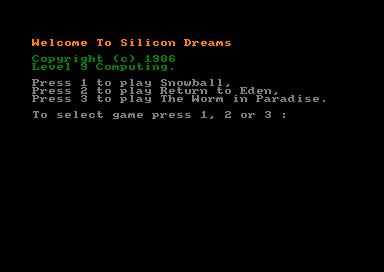 Welcome To Silicon Dreams
Copyright (c) 1986
Level 9 Computing.
Press 1 to play Snowball,
Press 2 to play Return to Eden,
Press 3 to play The Worm in Paradise.
To select game press 1, 2 or 3 :